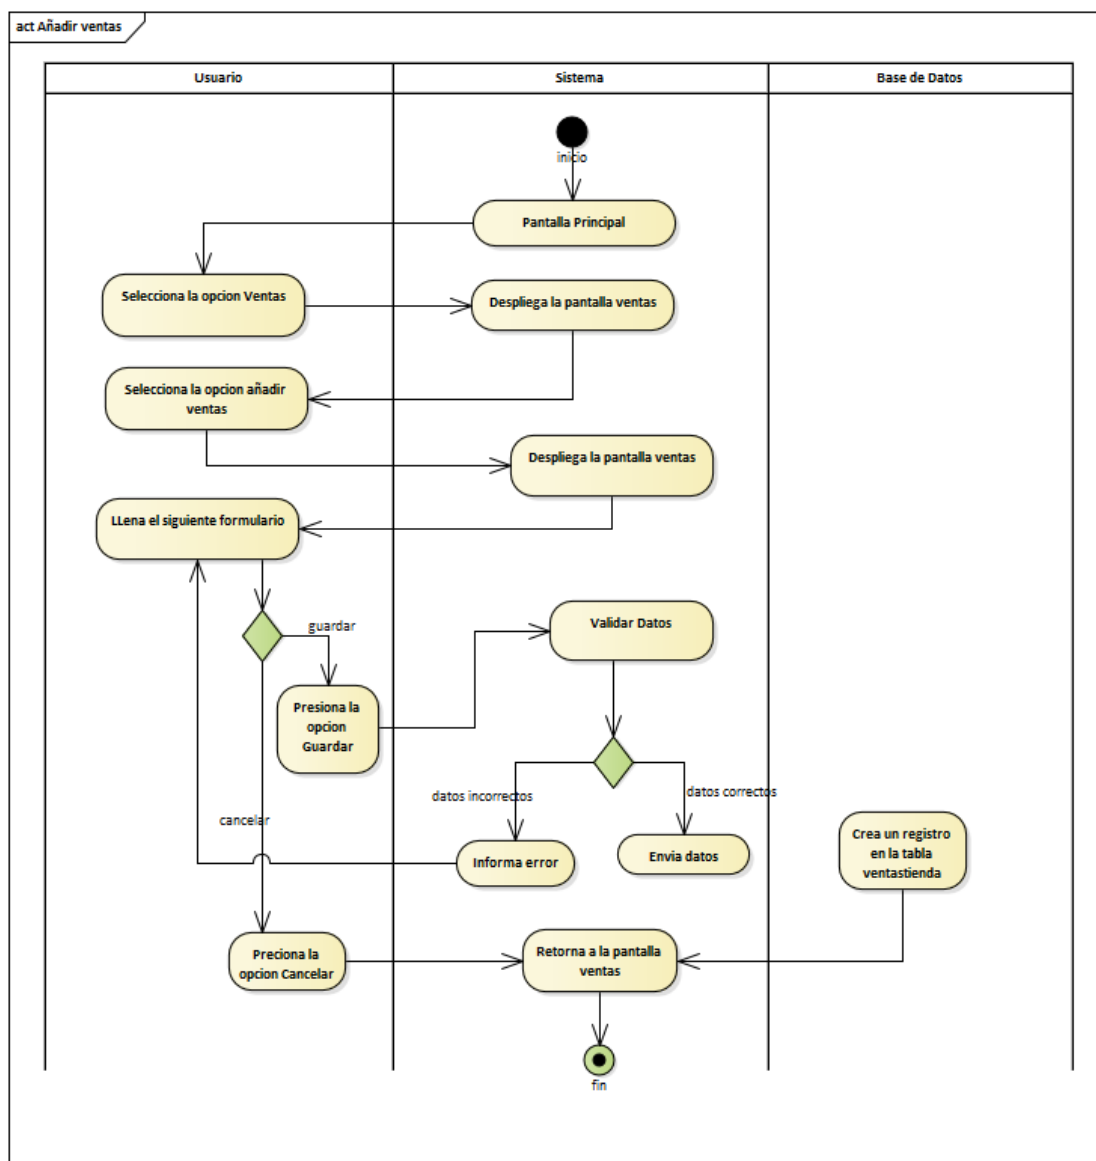 act Añadir ventas
Usuario
Sistema
Base de Datos
inicio
Pantalla Principal
Selecciona la opcion Ventas
Despliega la pantalla ventas
Selecciona la opcion añadir
ventas
Despliega la pantalla ventas
LLena el siguiente formulario
guardar
Validar Datos
Presiona la
opcion
Guardar
datos incorrectos
datos correctos
cancelar
Crea un registro
en la tabla
ventastienda
Informa error
Envia datos
Preciona la
opcion Cancelar
Retorna a la pantalla
ventas
fin